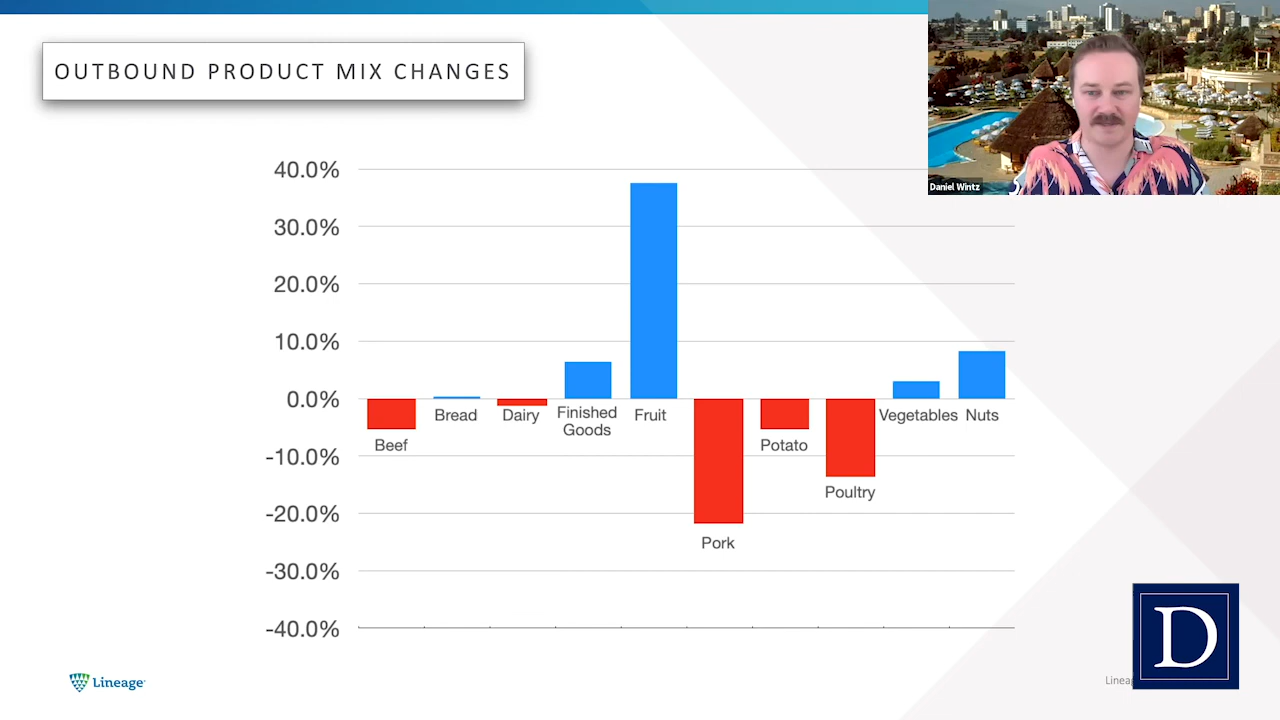 OUTBOUND PRODUCT MIX CHANGES
Daniel Wintz
40.0%
30.0%
20.0%
10.0%
0.0%
-10.0%
-20.0%
-30.0%
-40.0%
Beef
Bread
Dairy
Finished
Goods
Fruit
Pork
Potato
Poultry
Vegetables
Nuts
Lineage
D